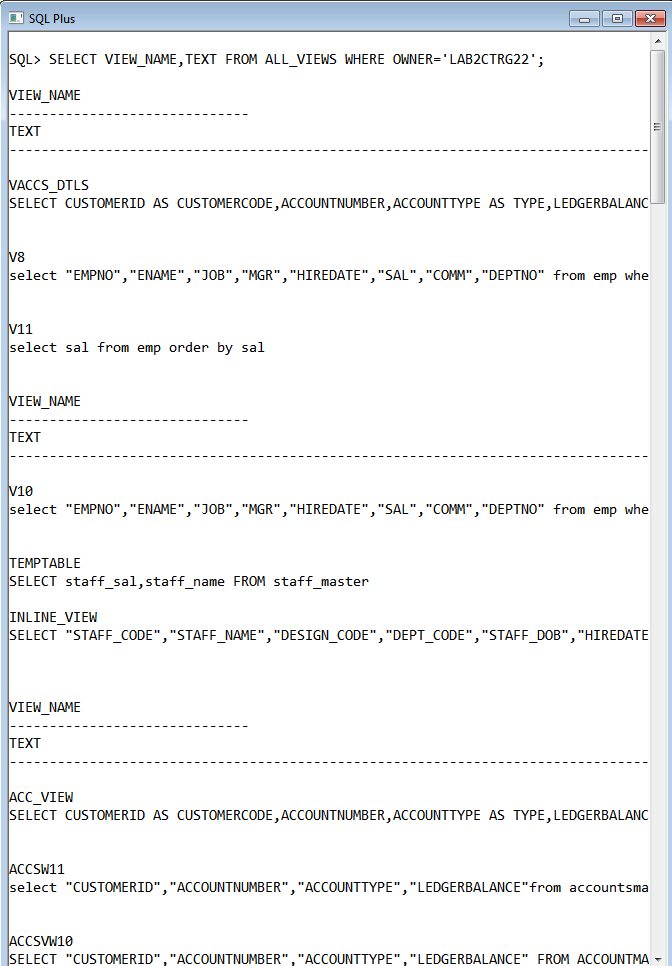 SQL Plus
SQL> SELECT VIEW_NAME,TEXT FROM ALL_VIEWS WHERE OWNER='LAB2CTRG22';
VIEW_NAME
------------------------------
TEXT
--------------------------------------------------------------------------------
VACCS_DTLS
SELECT CUSTOMERID AS CUSTOMERCODE,ACCOUNTNUMBER,ACCOUNTTYPE AS TYPE,LEDGERBALANC
V8
select "EMPNO","ENAME","JOB","MGR","HIREDATE","SAL","COMM","DEPTNO" from emp whe
V11
select sal from emp order by sal
VIEW_NAME
------------------------------
TEXT
--------------------------------------------------------------------------------
V10
select "EMPNO","ENAME","JOB","MGR","HIREDATE","SAL","COMM","DEPTNO" from emp whe
TEMPTABLE
SELECT staff_sal,staff_name FROM staff_master
INLINE_VIEW
SELECT "STAFF_CODE","STAFF_NAME","DESIGN_CODE","DEPT_CODE","STAFF_DOB","HIREDATE
VIEW_NAME
------------------------------
TEXT
--------------------------------------------------------------------------------
ACC_VIEW
SELECT CUSTOMERID AS CUSTOMERCODE,ACCOUNTNUMBER,ACCOUNTTYPE AS TYPE,LEDGERBALANC
ACCSW11
select "CUSTOMERID","ACCOUNTNUMBER","ACCOUNTTYPE","LEDGERBALANCE"from accountsma
ACCSVW10
SELECT "CUSTOMERID","ACCOUNTNUMBER","ACCOUNTTYPE","LEDGERBALANCE" FROM ACCOUNTMA